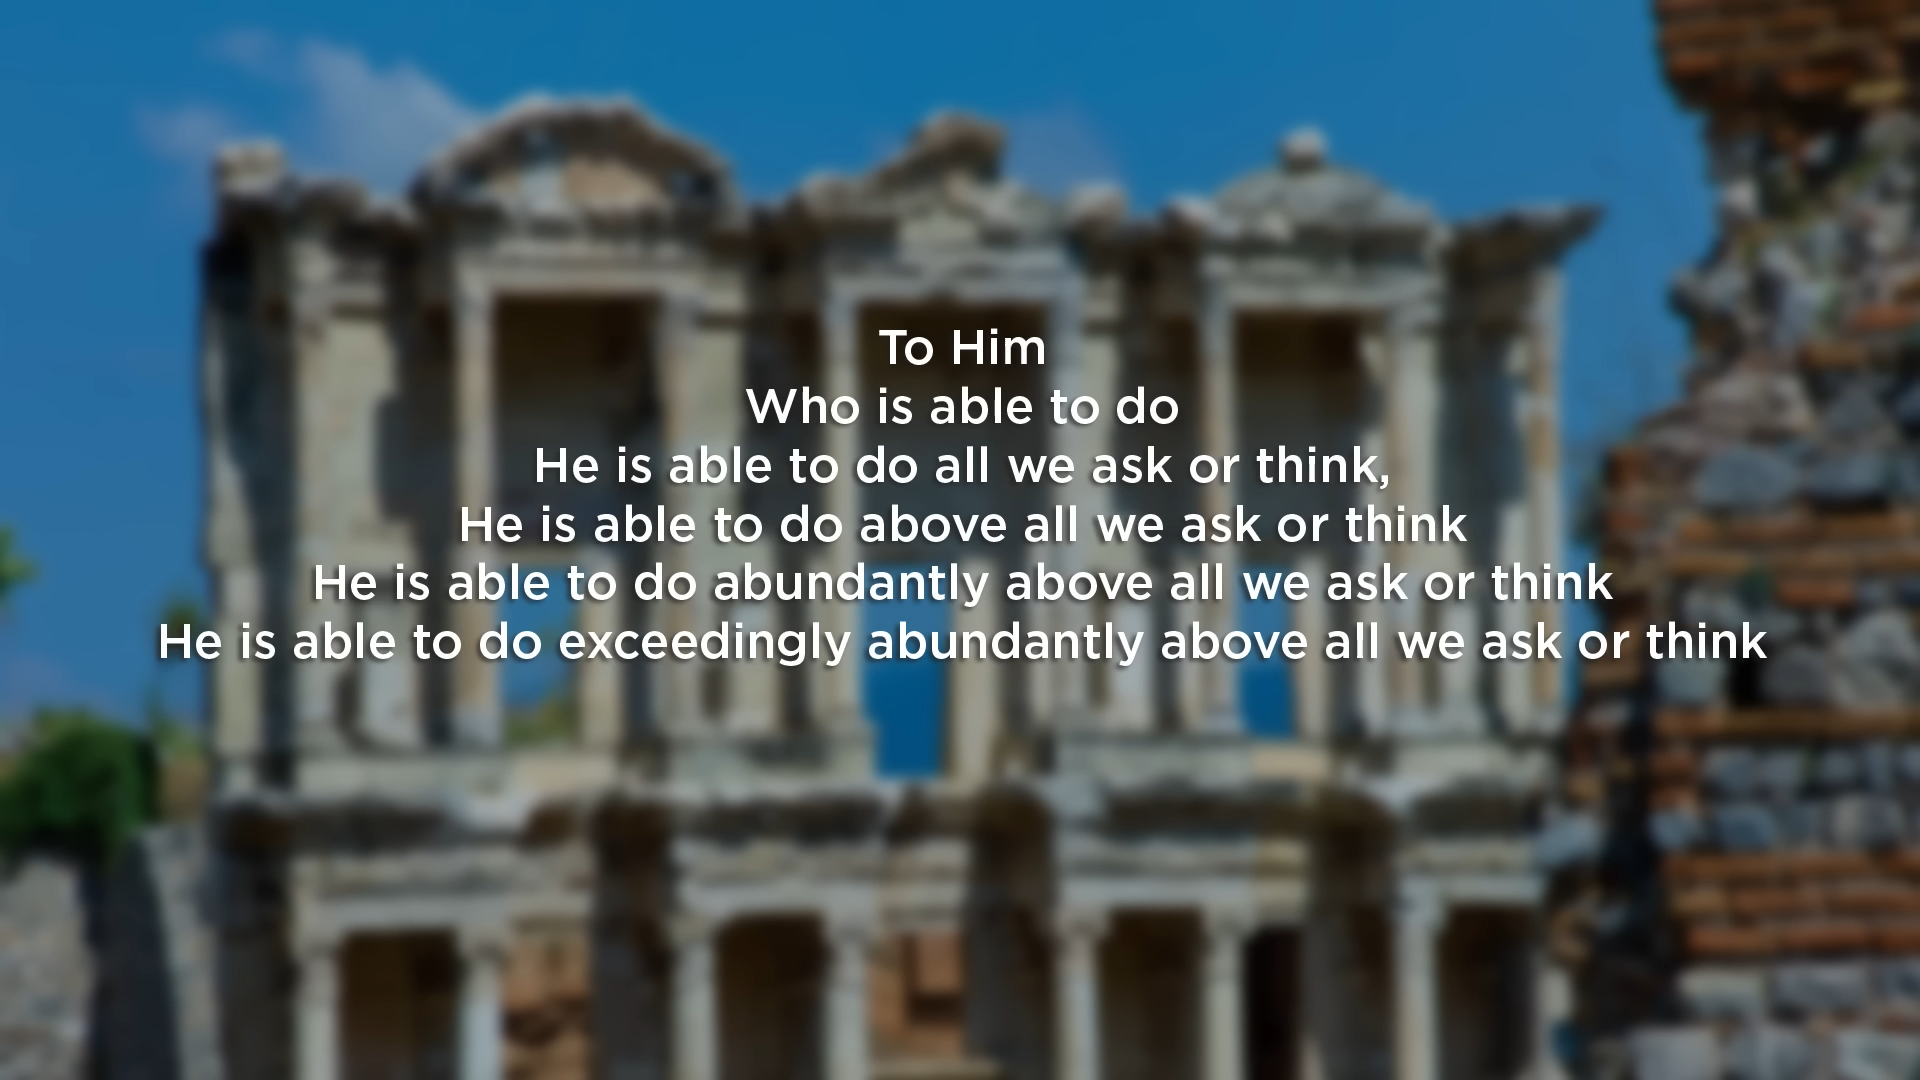 To Him
Who is able to do
He is able to do all we ask or think,
He is able to do above all we ask or think
He is able to do abundantly above all we ask or think
He is able to do exceedingly abundantly above all we ask or think